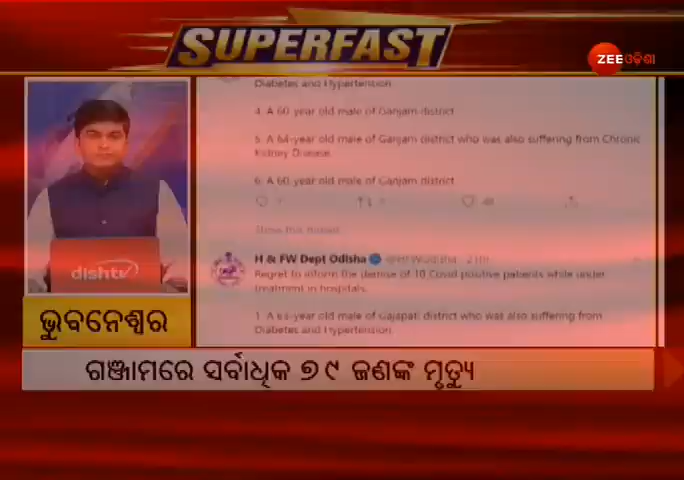 SUPERFAST
ZEE ଓଡ଼ିଶା
Diabetes and Hypertension.
4. A 60 year old male of Ganjam district.
5. A 64-year old male of Ganjam district who was also suffering from Chronic
Kidney Disease.
6. A 60 year old male of Ganjam district.
Show this thread
H & FW Dept Odisha
Regret to inform the demise of 10 Covid positive patients while under
treatment in hospitals.
1. A year old male of Gajapati district who was also suffering from
Diabetes and Hypertension.
dishtv
ଭୁବନେଶ୍ୱର
ଗଞ୍ଜାମରେ ସର୍ବାଧିକ ୭୯ ଜଣଙ୍କ ମୃତ୍ୟୁ